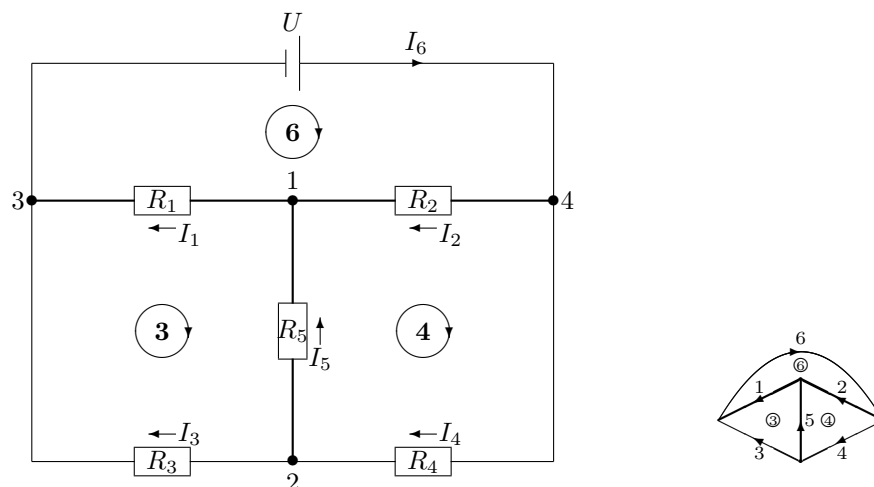 U
I₆
6
3 R₁ 1 R₂ 4
I₁ I₂
3 R₅ 4
I₅
I₃ I₄
R₃ R₄
2
6
⑥
1 2
③ 5 ④
3 4